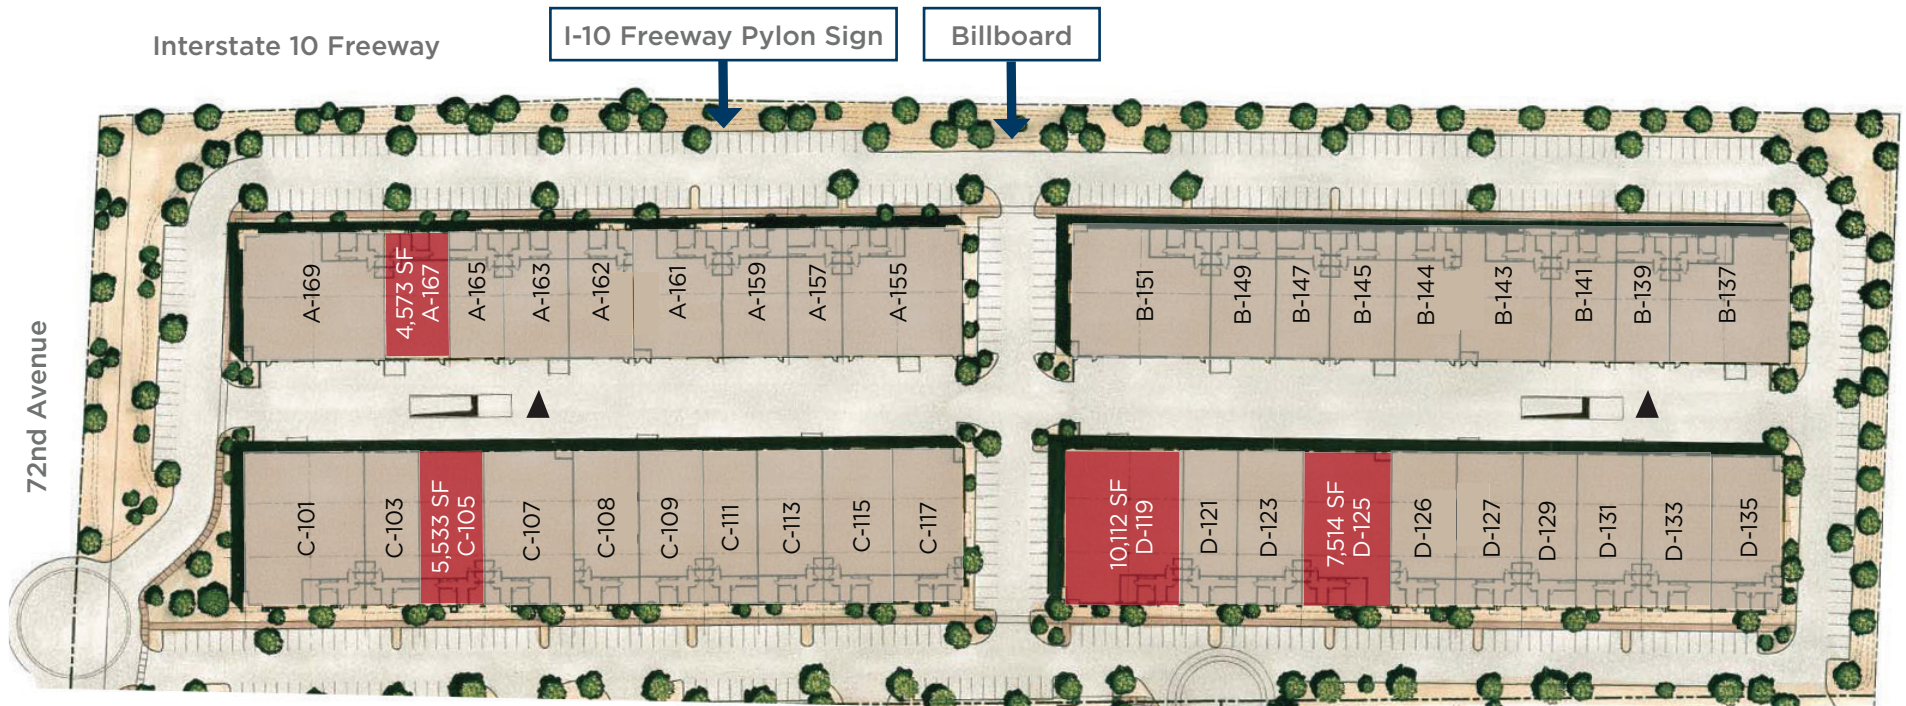 Interstate 10 Freeway
I-10 Freeway Pylon Sign
Billboard
72nd Avenue
A-169
4,573 SF
A-167
A-165
A-163
A-162
A-161
A-159
A-157
A-155
B-151
B-149
B-147
B-145
B-144
B-143
B-141
B-139
B-137
C-101
C-103
5,533 SF
C-105
C-107
C-108
C-109
C-111
C-113
C-115
C-117
10,112 SF
D-119
D-121
D-123
7,514 SF
D-125
D-126
D-127
D-129
D-131
D-133
D-135